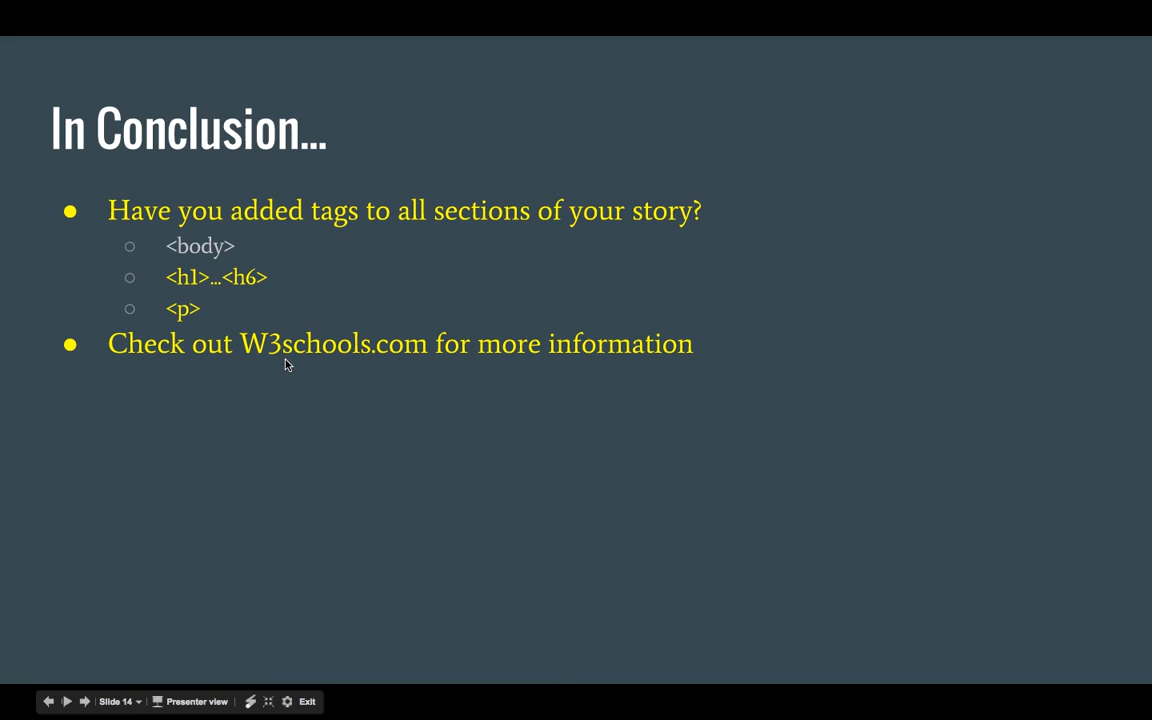 In Conclusion...
● Have you added tags to all sections of your story?
○ <body>
○ <h1>...<h6>
○ <p>
● Check out W3schools.com for more information
Slide 14 Presenter view Exit